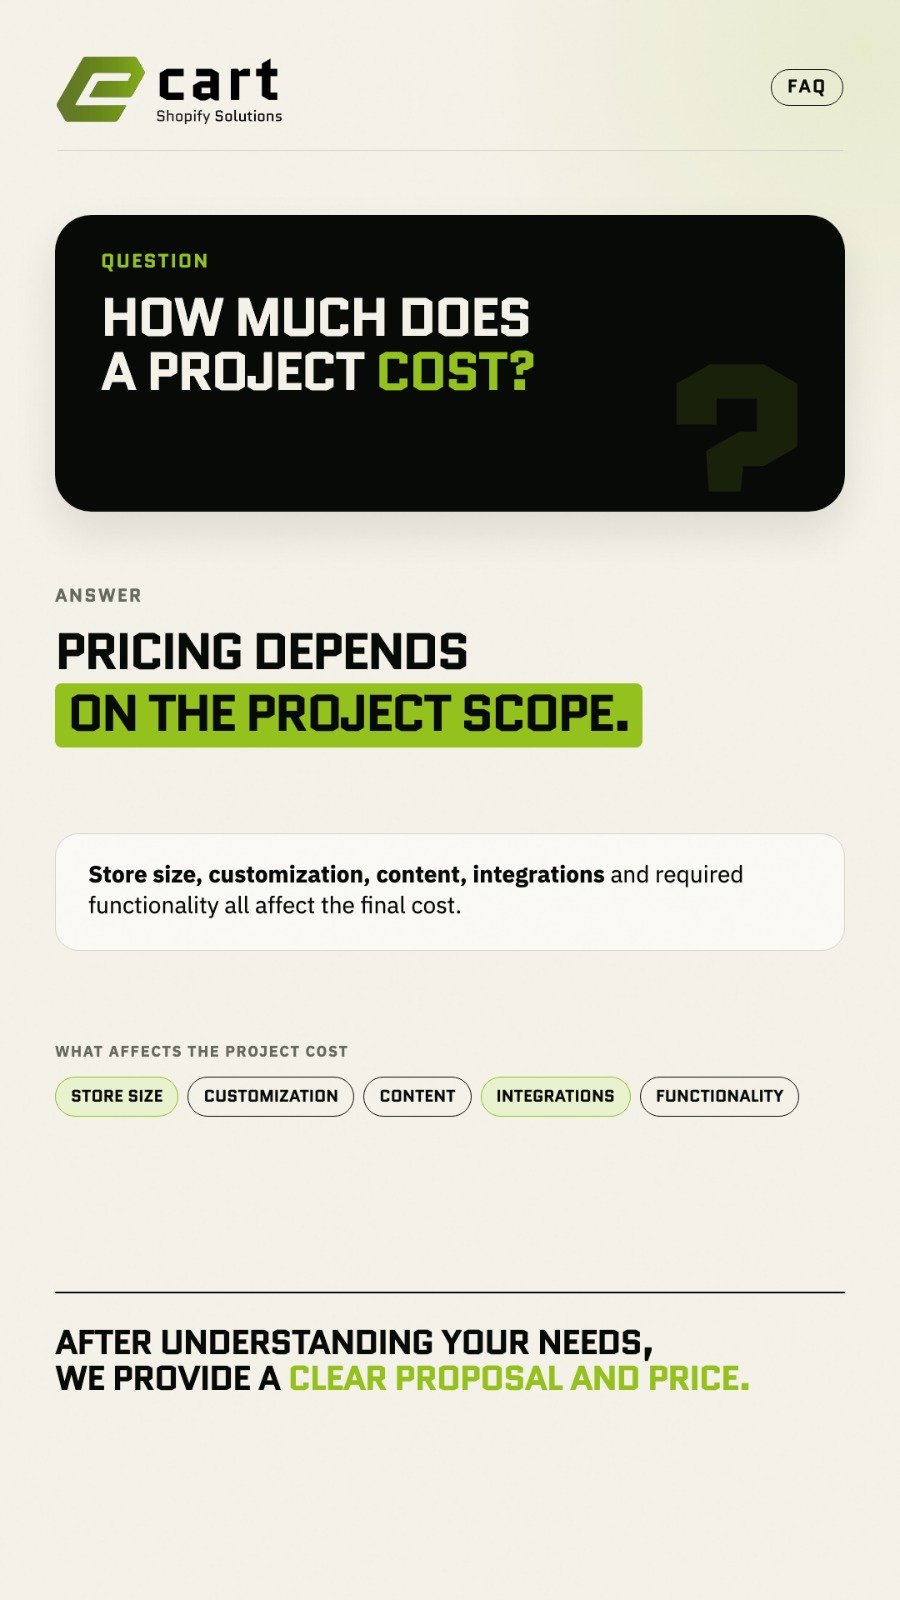 cart
Shopify Solutions
FAQ
QUESTION
HOW MUCH DOES
A PROJECT COST?
?
ANSWER
PRICING DEPENDS
ON THE PROJECT SCOPE.
Store size, customization, content, integrations and required
functionality all affect the final cost.
WHAT AFFECTS THE PROJECT COST
STORE SIZE CUSTOMIZATION CONTENT INTEGRATIONS FUNCTIONALITY
AFTER UNDERSTANDING YOUR NEEDS,
WE PROVIDE A CLEAR PROPOSAL AND PRICE.